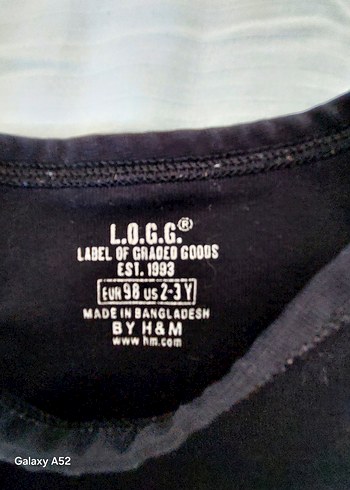 L.O.G.G.®
LABEL OF GRADED GOODS
EST. 1993
EUR 98 US 2-3 Y
MADE IN BANGLADESH
BY H&M
www.hm.com
Galaxy A52